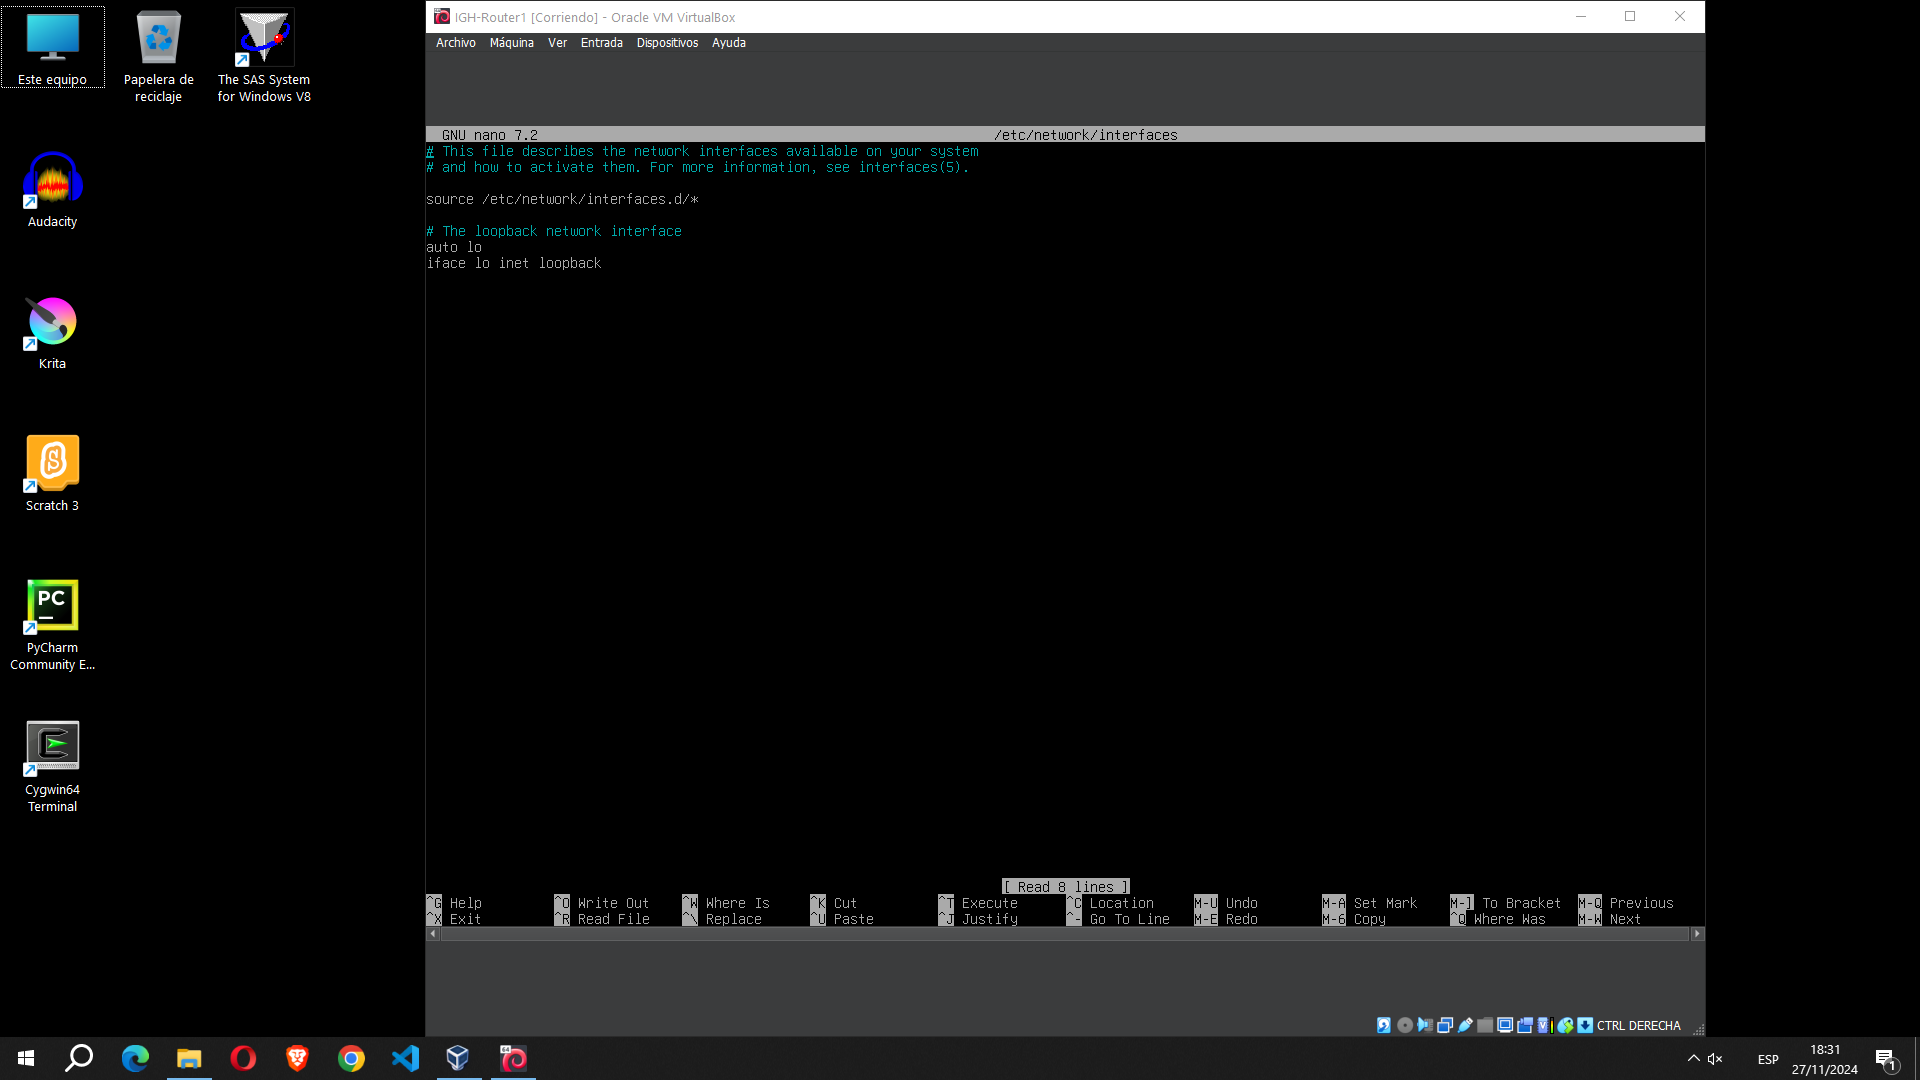 Este equipo
Papelera de
reciclaje
The SAS System
for Windows V8
Audacity
Krita
Scratch 3
PyCharm
Community E...
Cygwin64
Terminal
IGH-Router1 [Corriendo] - Oracle VM VirtualBox
Archivo Máquina Ver Entrada Dispositivos Ayuda
GNU nano 7.2 /etc/network/interfaces
# This file describes the network interfaces available on your system
# and how to activate them. For more information, see interfaces(5).
source /etc/network/interfaces.d/*
# The loopback network interface
auto lo
iface lo inet loopback
[ Read 8 lines ]
^G Help ^O Write Out ^W Where Is ^K Cut ^T Execute ^C Location M-U Undo M-A Set Mark M-] To Bracket M-Q Previous
^X Exit ^R Read File ^\ Replace ^U Paste ^J Justify ^- Go To Line M-E Redo M-6 Copy ^Q Where Was M-W Next
CTRL DERECHA
ESP
18:31
27/11/2024
1